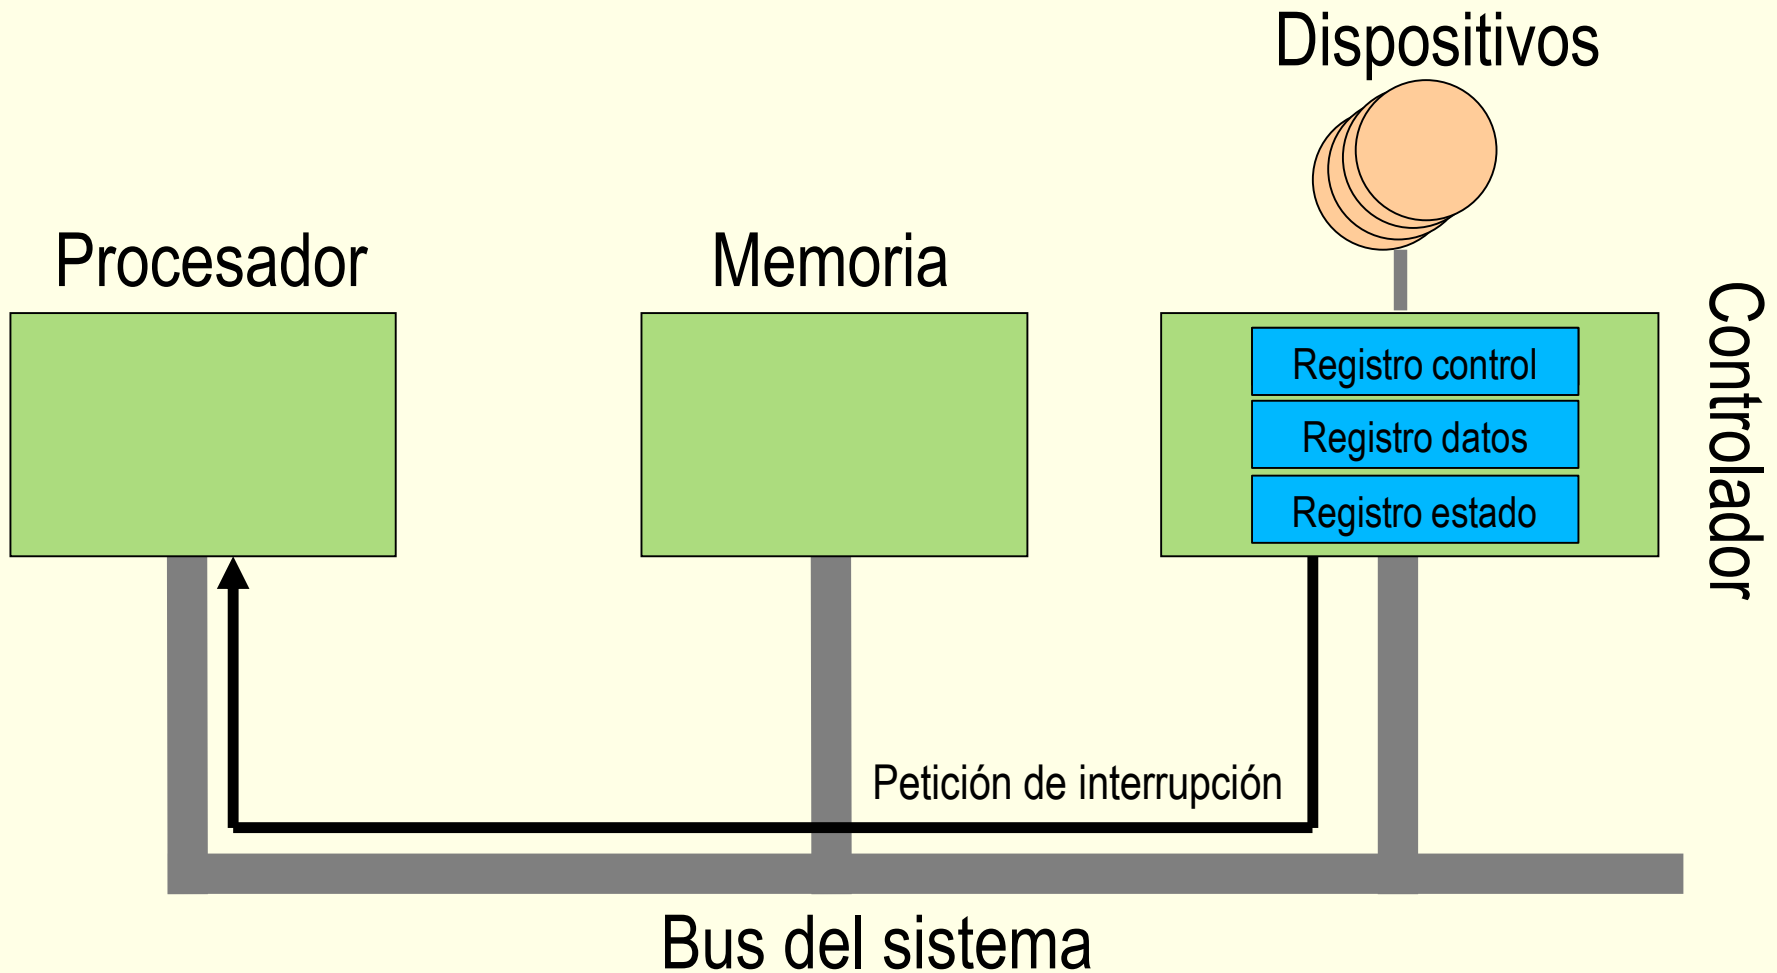 Dispositivos
Procesador
Memoria
Controlador
Registro control
Registro datos
Registro estado
Petición de interrupción
Bus del sistema